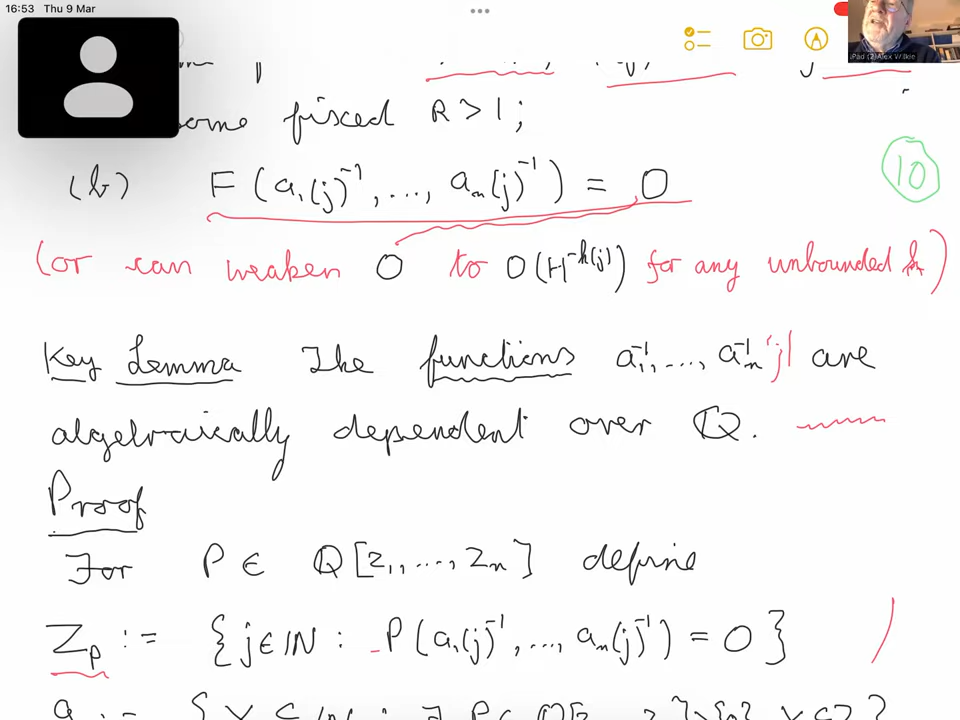 16:53 Thu 9 Mar
iPad (2)Alex Wilkie
some fixed R > 1 ;
(b) F(a₁(j)⁻¹, ..., aₙ(j)⁻¹) = 0
10
(or can weaken 0 to O(H^{-h(j)}) for any unbounded h)
Key Lemma The functions a₁⁻¹, ..., aₙ⁻¹ (j) are
algebraically dependent over ℚ.
Proof
For P ∈ ℚ[z₁, ..., zₙ] define
Z_P := {j ∈ ℕ : P(a₁(j)⁻¹, ..., aₙ(j)⁻¹) = 0}